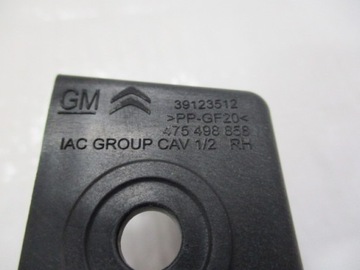 GM
39123512
>PP-GF20<
475 498 858
IAC GROUP CAV 1/2 RH